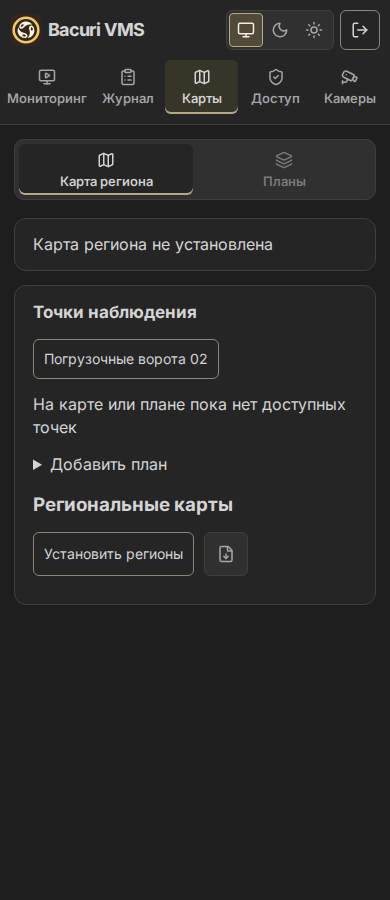 Bacuri VMS
Мониторинг
Журнал
Карты
Доступ
Камеры
Карта региона
Планы
Карта региона не установлена
Точки наблюдения
Погрузочные ворота 02
На карте или плане пока нет доступных
точек
Добавить план
Региональные карты
Установить регионы